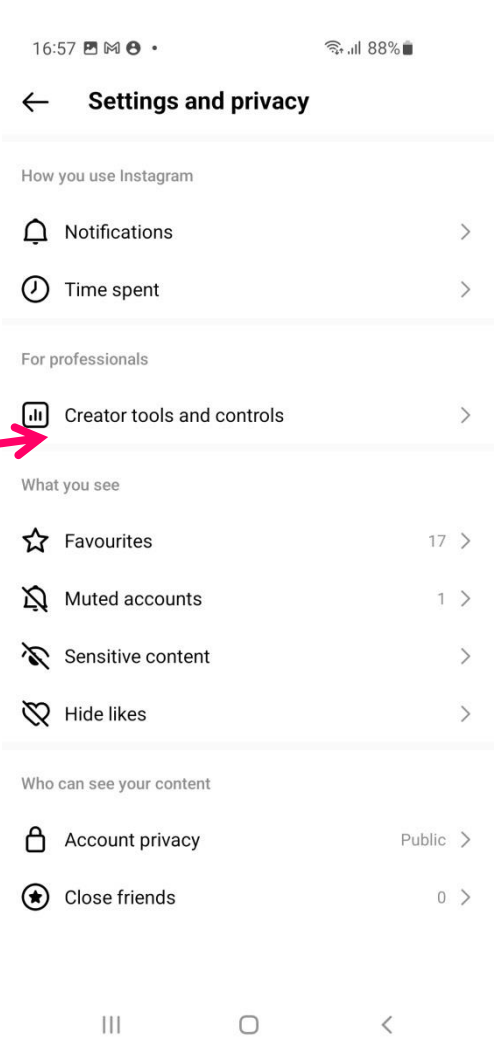 16:57 88%
Settings and privacy
How you use Instagram
Notifications
Time spent
For professionals
Creator tools and controls
What you see
Favourites 17
Muted accounts 1
Sensitive content
Hide likes
Who can see your content
Account privacy Public
Close friends 0